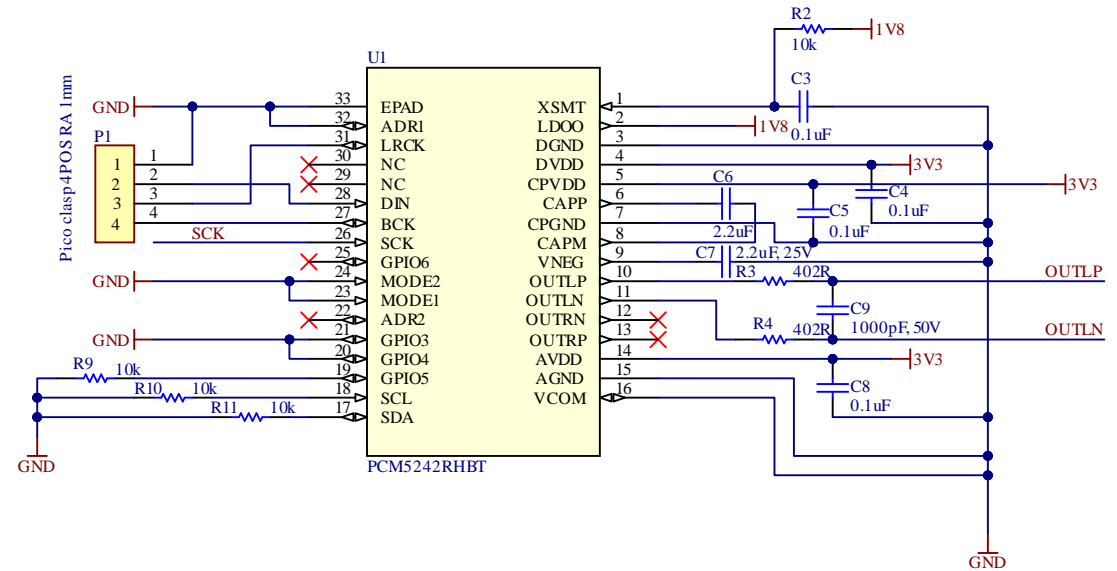 R2
10k
1V8
U1
C3
0.1uF
GND
P1
Pico clasp 4POS RA 1mm
1
2
3
4
1
2
3
4
SCK
GND
GND
R9
10k
R10
10k
R11
10k
GND
33 EPAD
32 ADR1
31 LRCK
30 NC
29 NC
28 DIN
27 BCK
26 SCK
25 GPIO6
24 MODE2
23 MODE1
22 ADR2
21 GPIO3
20 GPIO4
19 GPIO5
18 SCL
17 SDA
XSMT 1
LDOO 2
DGND 3
DVDD 4
CPVDD 5
CAPP 6
CPGND 7
CAPM 8
VNEG 9
OUTLP 10
OUTLN 11
OUTRN 12
OUTRP 13
AVDD 14
AGND 15
VCOM 16
PCM5242RHBT
1V8
3V3
3V3
C4
0.1uF
C5
0.1uF
C6
2.2uF
C7
2.2uF, 25V
R3
402R
OUTLP
C9
1000pF, 50V
R4
402R
OUTLN
3V3
C8
0.1uF
GND